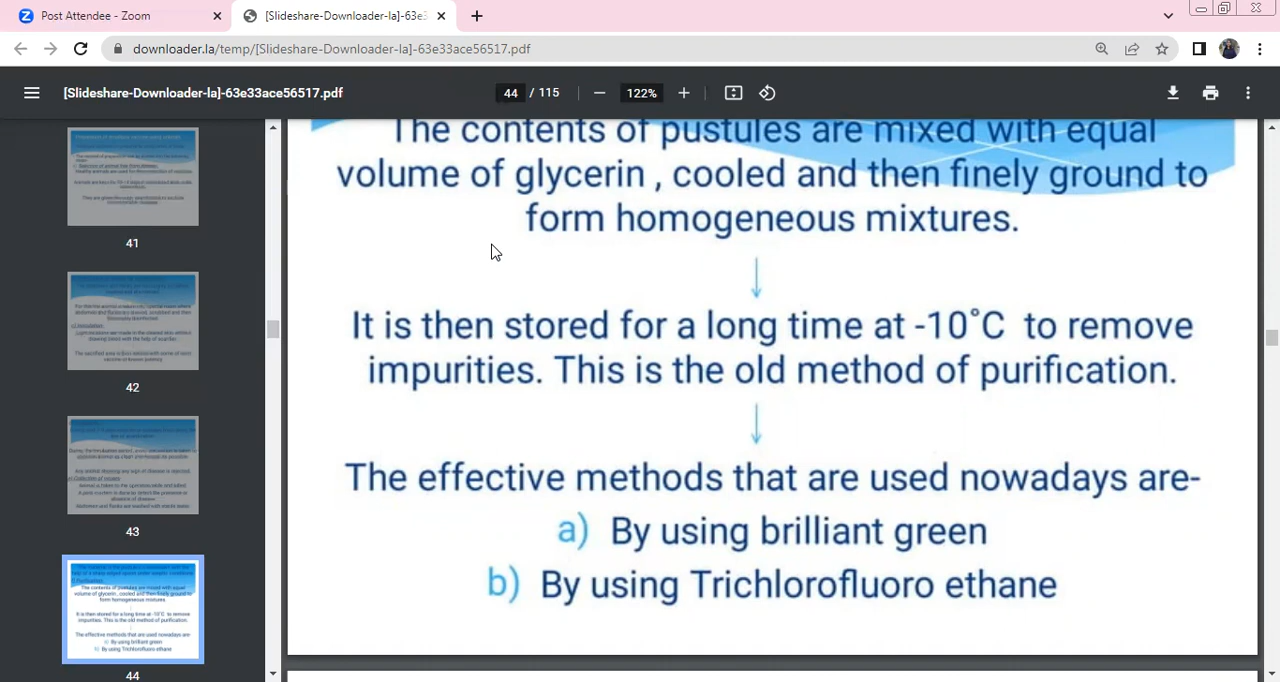 Post Attendee - Zoom
[Slideshare-Downloader-la]-63e3
downloader.la/temp/[Slideshare-Downloader-la]-63e33ace56517.pdf
[Slideshare-Downloader-la]-63e33ace56517.pdf
44 / 115
122%
41
42
43
44
The contents of pustules are mixed with equal
volume of glycerin , cooled and then finely ground to
form homogeneous mixtures.
It is then stored for a long time at -10°C to remove
impurities. This is the old method of purification.
The effective methods that are used nowadays are-
a) By using brilliant green
b) By using Trichlorofluoro ethane